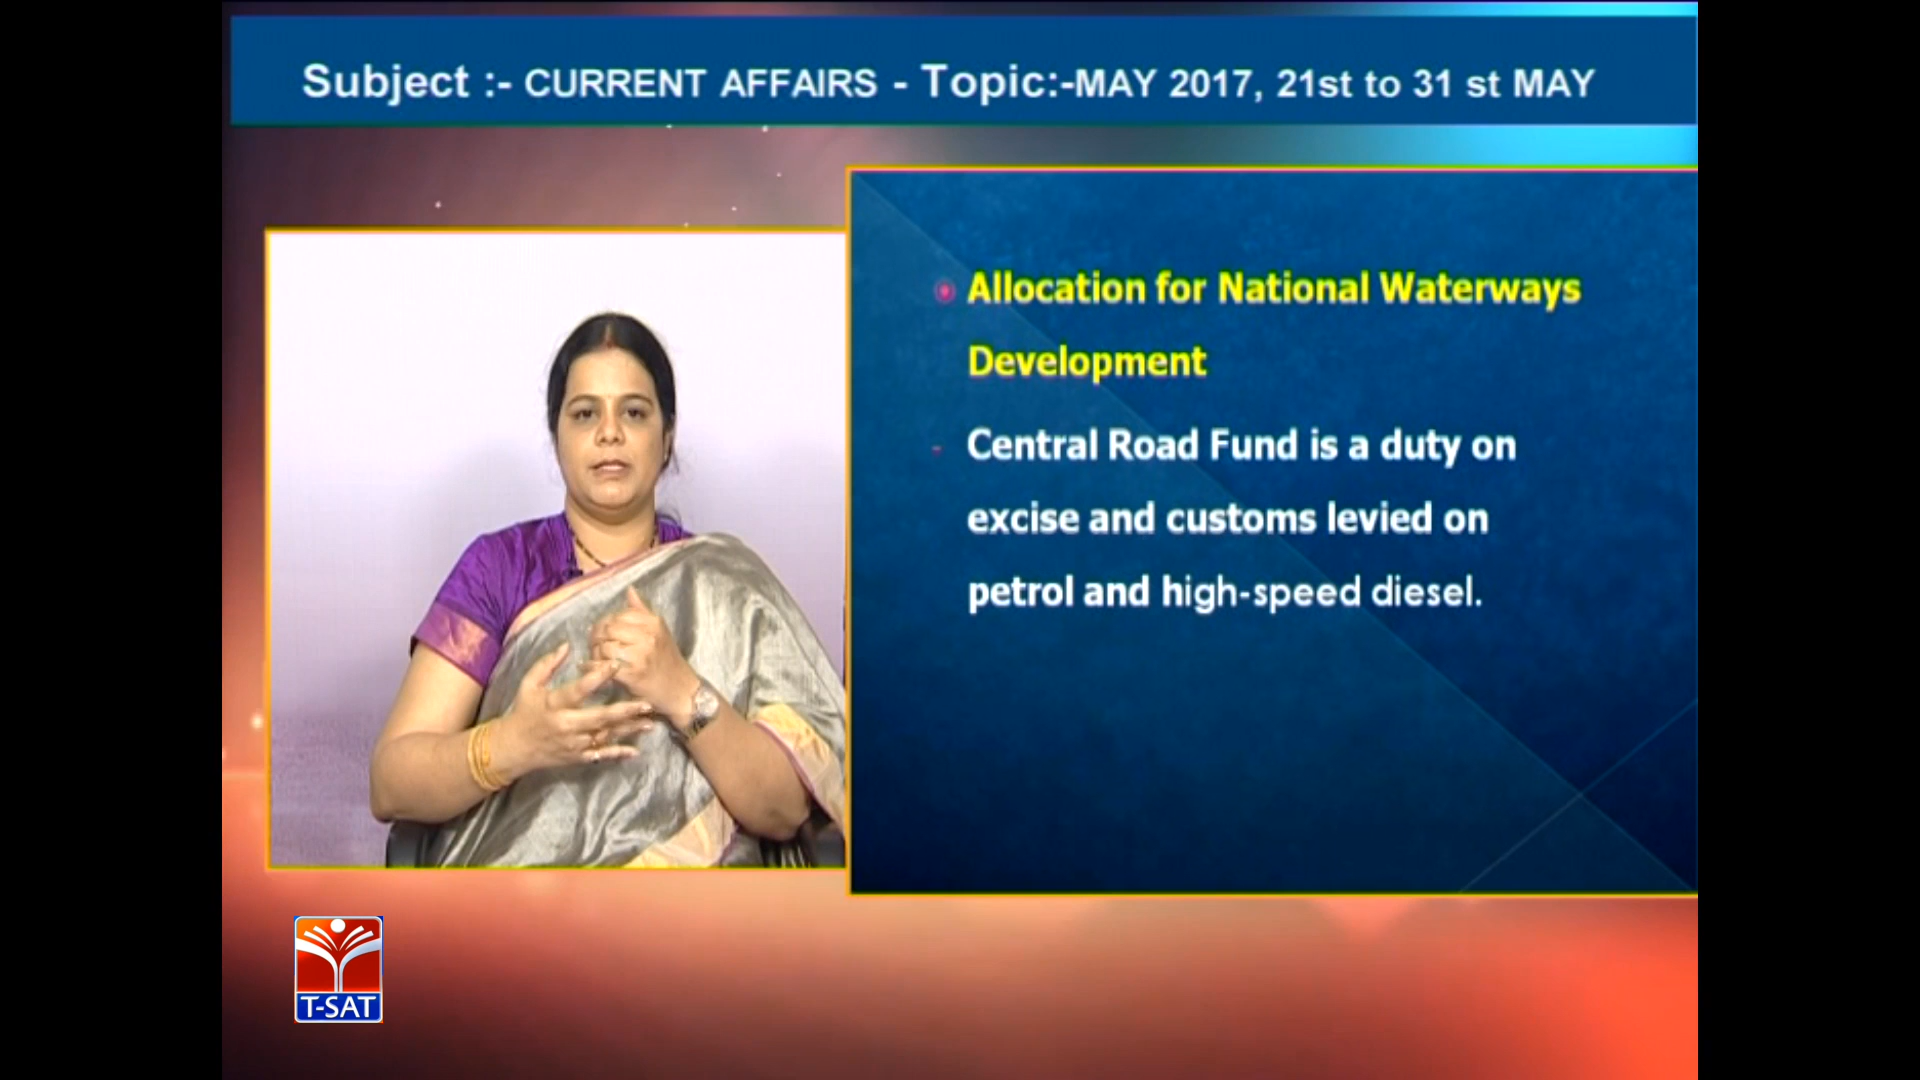 Subject :- CURRENT AFFAIRS - Topic:-MAY 2017, 21st to 31 st MAY
Allocation for National Waterways
Development
- Central Road Fund is a duty on
excise and customs levied on
petrol and high-speed diesel.
T-SAT